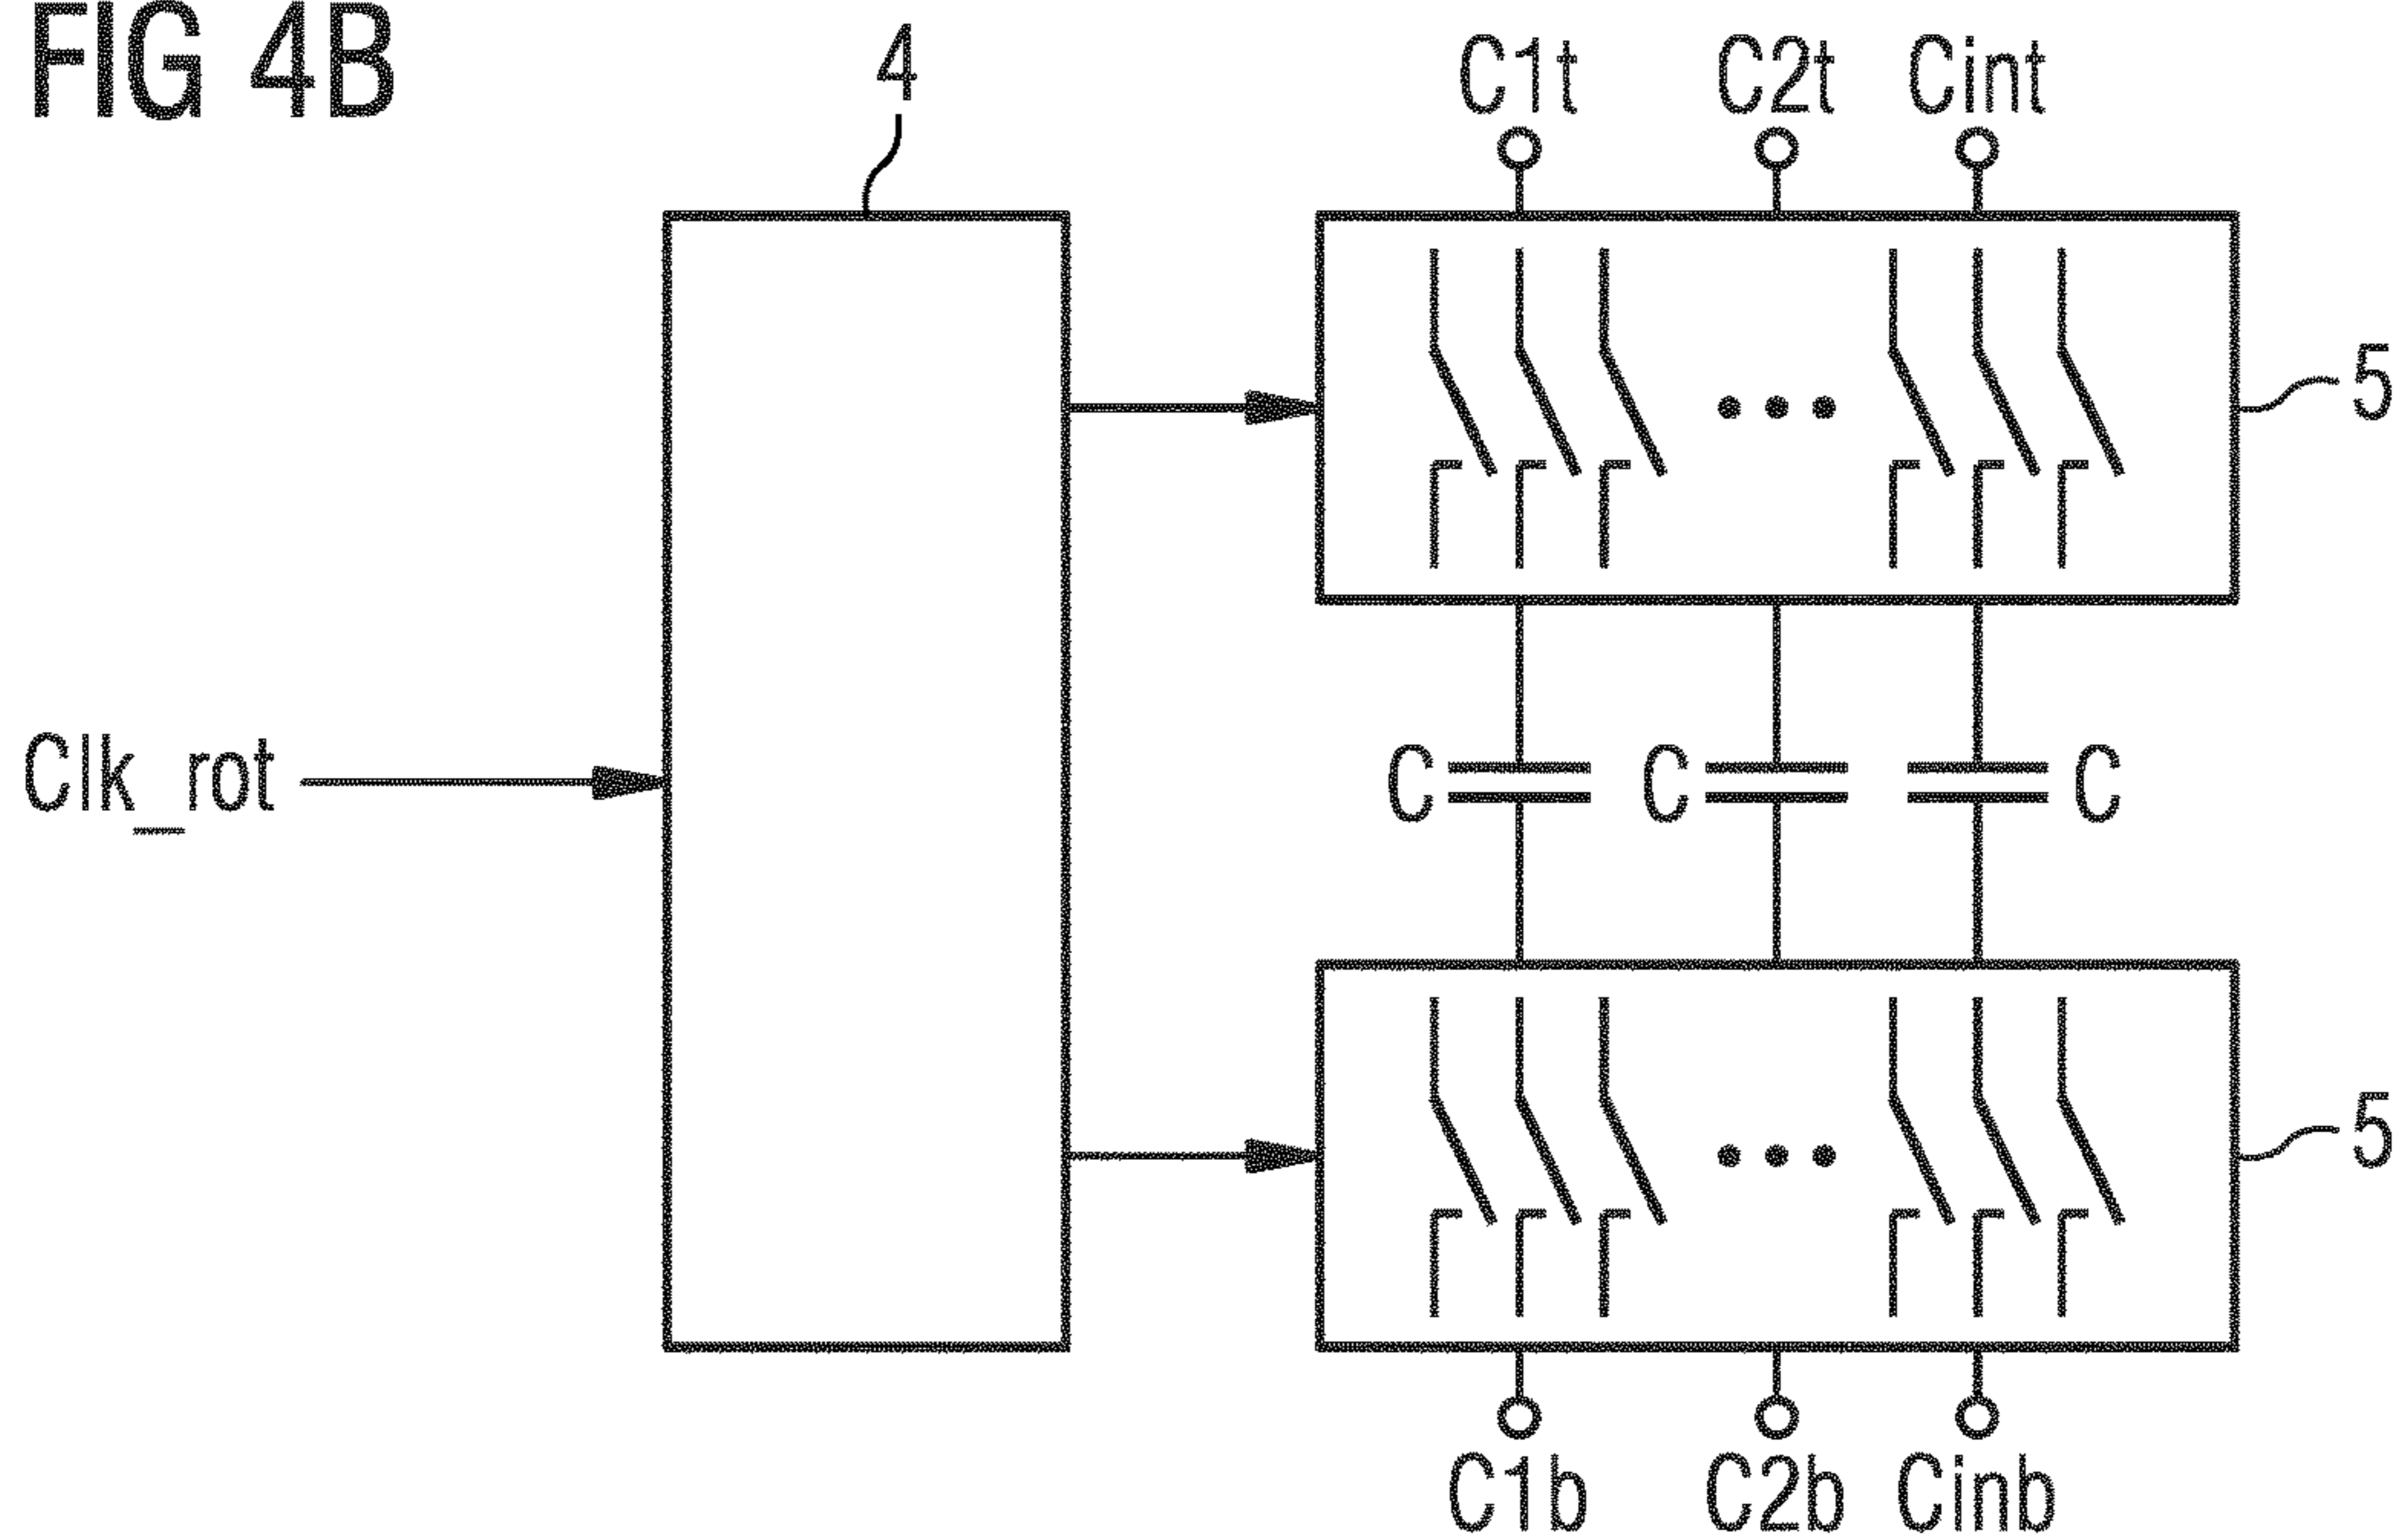 FIG 4B
4
C1t C2t Cint
5
Clk_rot
C C C
5
C1b C2b Cinb